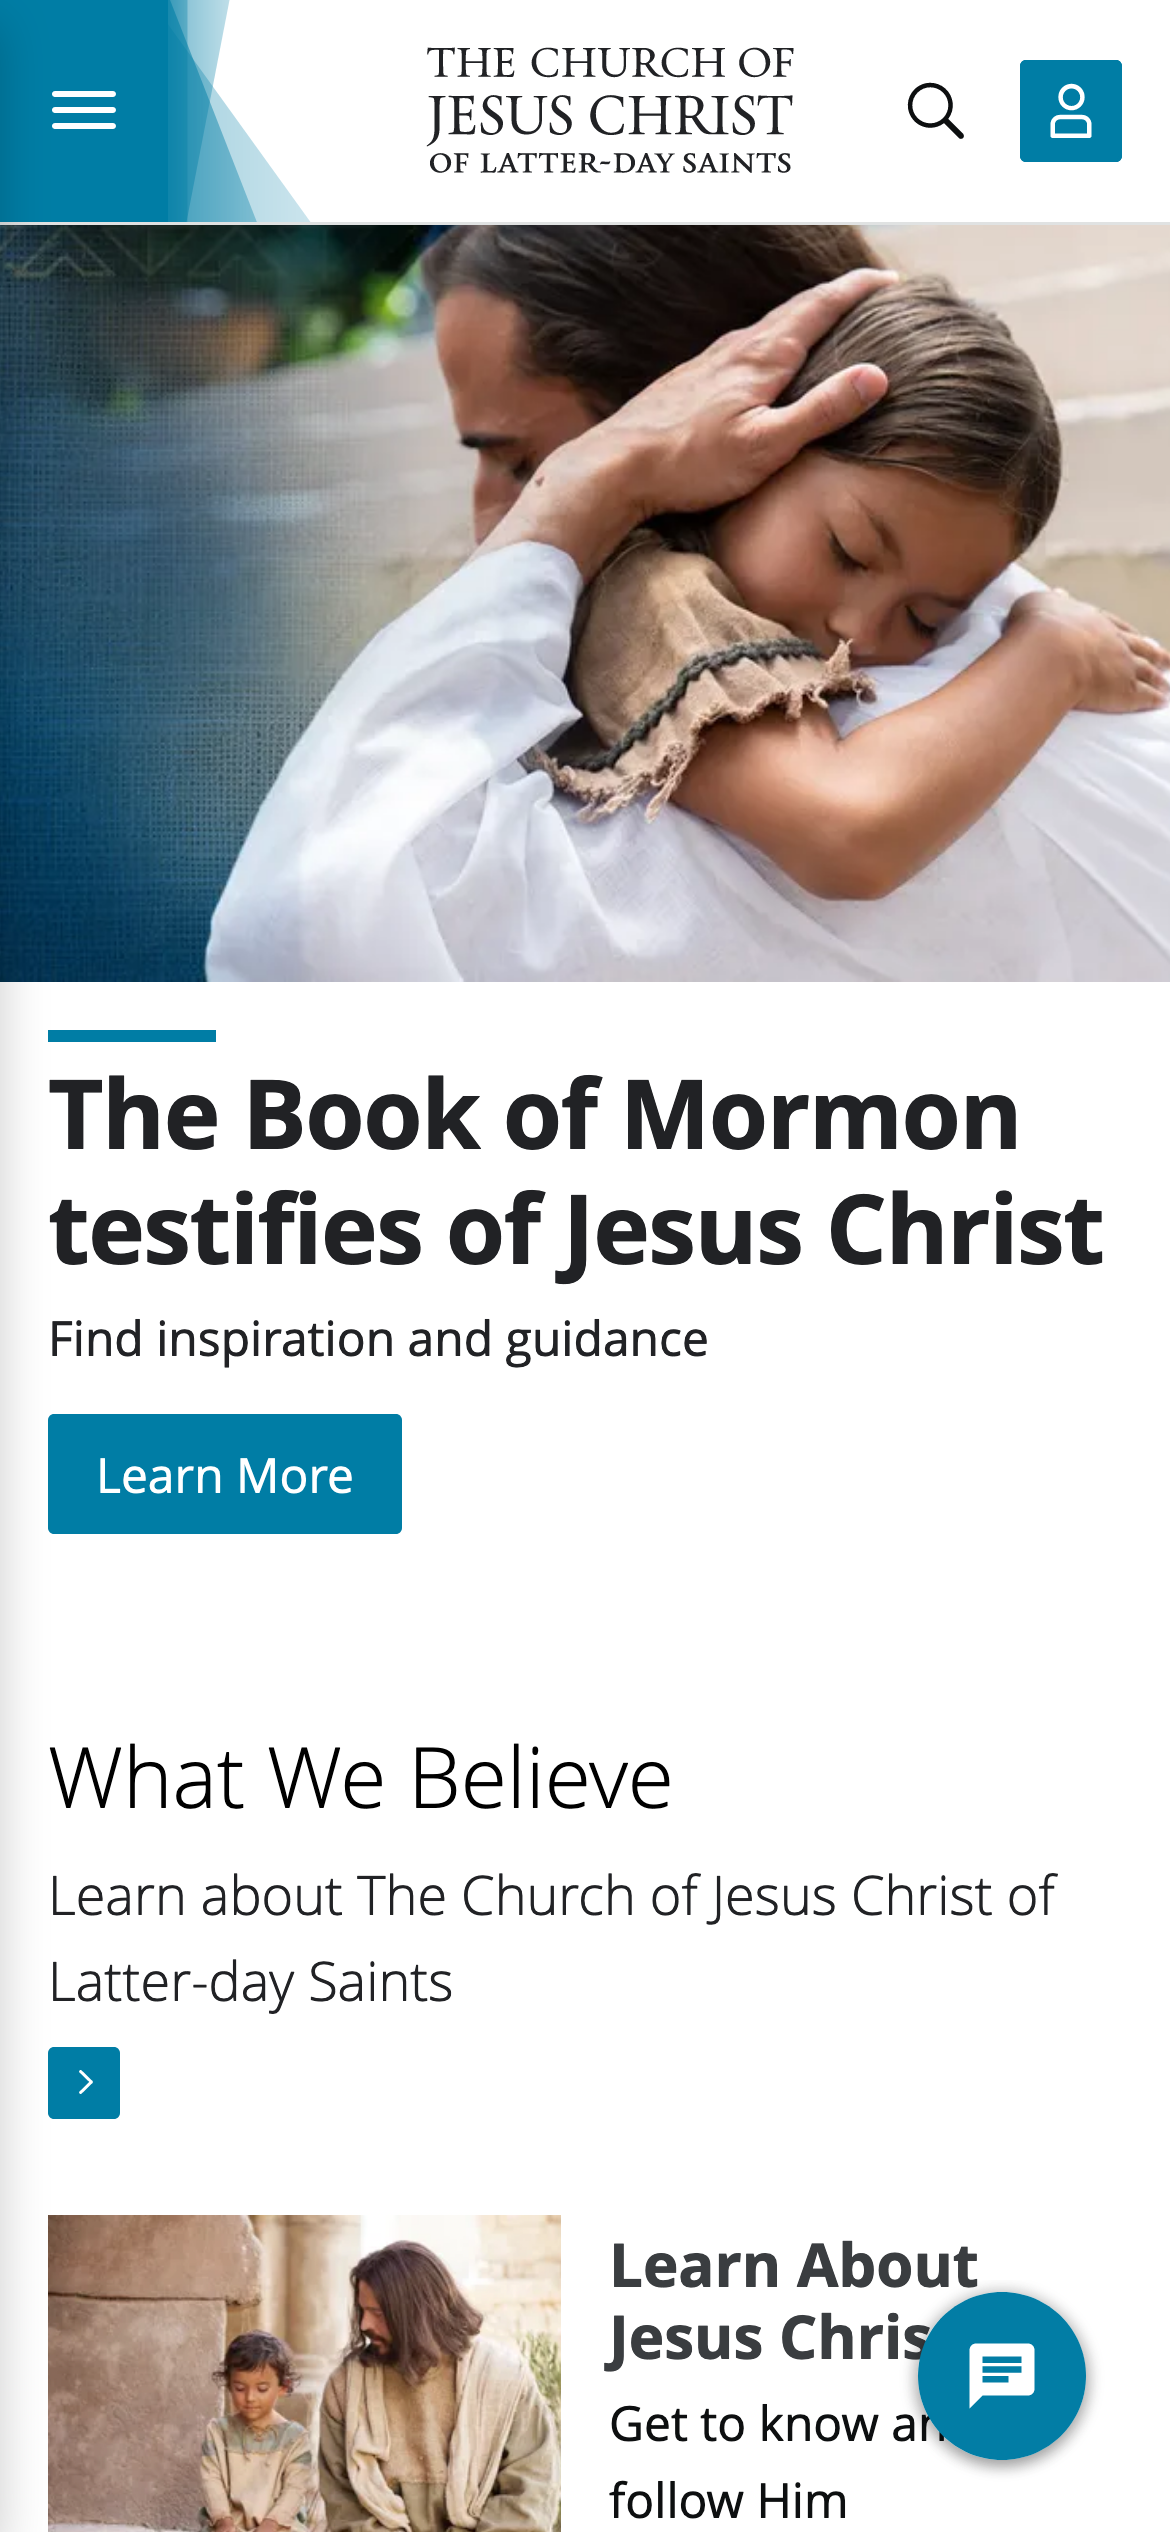 THE CHURCH OF
JESUS CHRIST
OF LATTER-DAY SAINTS
The Book of Mormon
testifies of Jesus Christ
Find inspiration and guidance
Learn More
What We Believe
Learn about The Church of Jesus Christ of
Latter-day Saints
Learn About
Jesus Chris
Get to know
follow Him